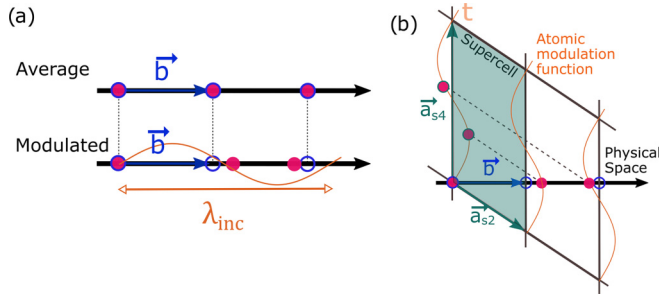 (a)
Average
b
Modulated
b
λinc
(b)
t
Supercell
Atomic
modulation
function
as4
b
Physical
Space
as2